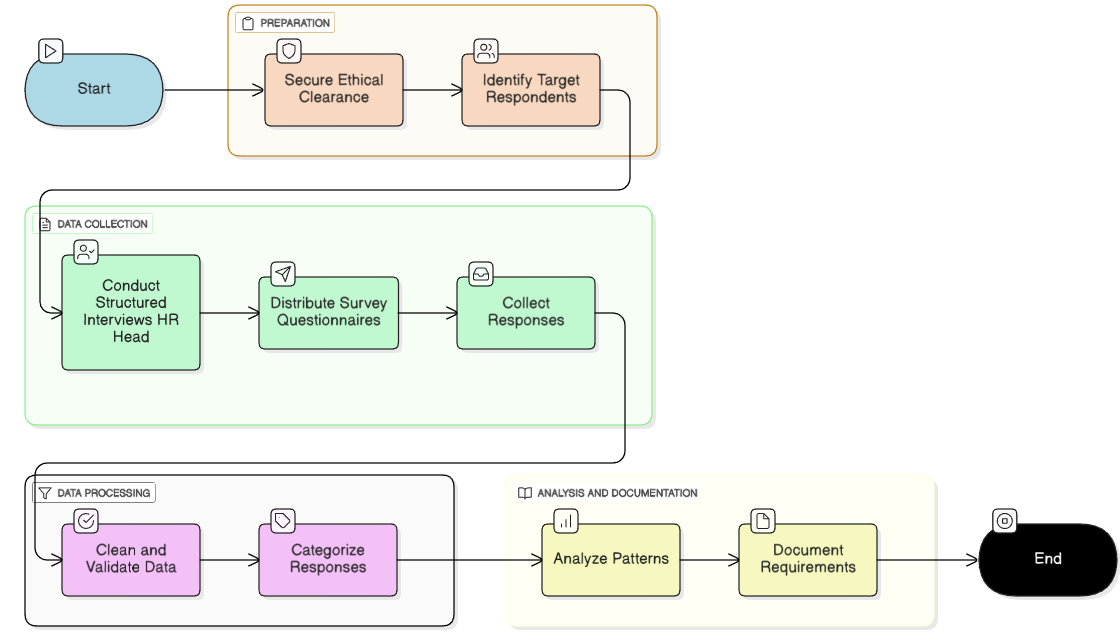 PREPARATION
Start
Secure Ethical
Clearance
Identify Target
Respondents
DATA COLLECTION
Conduct
Structured
Interviews HR
Head
Distribute Survey
Questionnaires
Collect
Responses
DATA PROCESSING
Clean and
Validate Data
Categorize
Responses
ANALYSIS AND DOCUMENTATION
Analyze Patterns
Document
Requirements
End